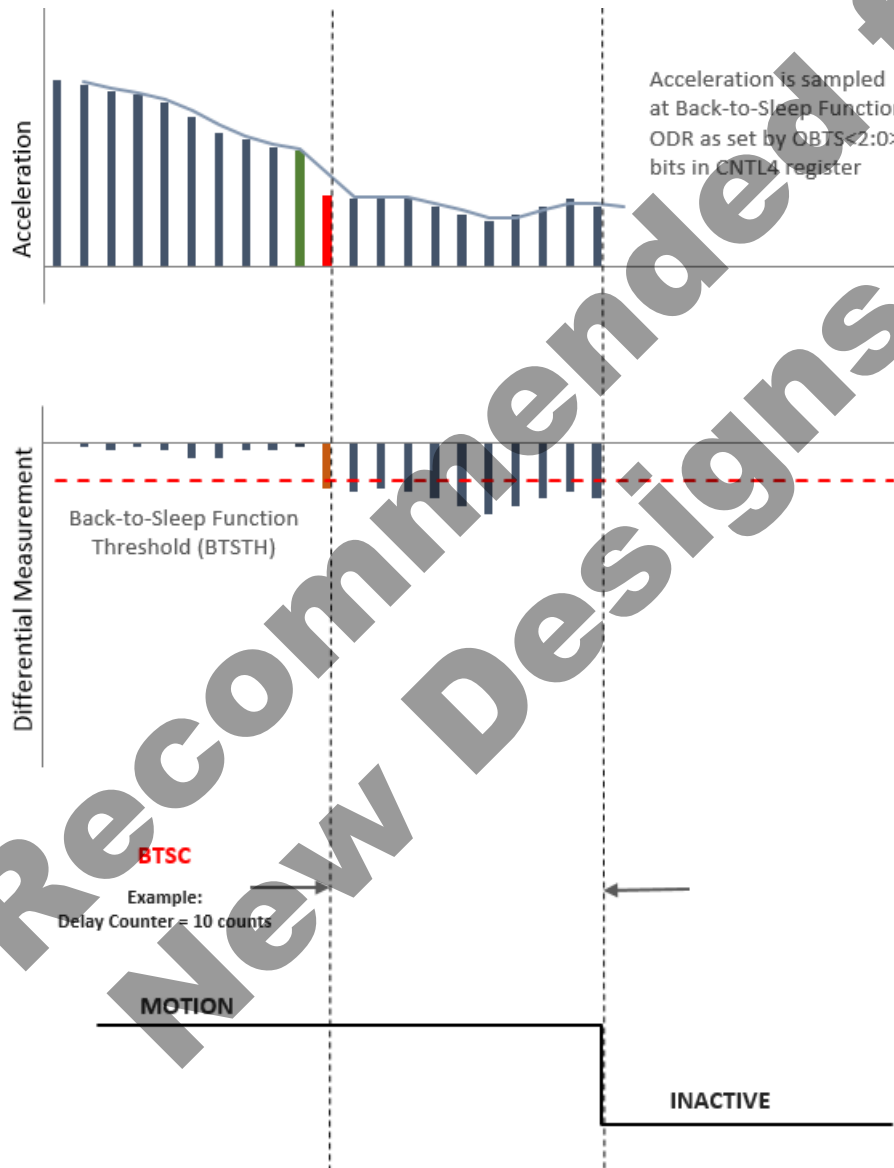 Acceleration
Acceleration is sampled
at Back-to-Sleep Function
ODR as set by OBTS<2:0>
bits in CNTL4 register
Differential Measurement
Back-to-Sleep Function
Threshold (BTSTH)
BTSC
Example:
Delay Counter = 10 counts
MOTION
INACTIVE
Recommended f
New Designs